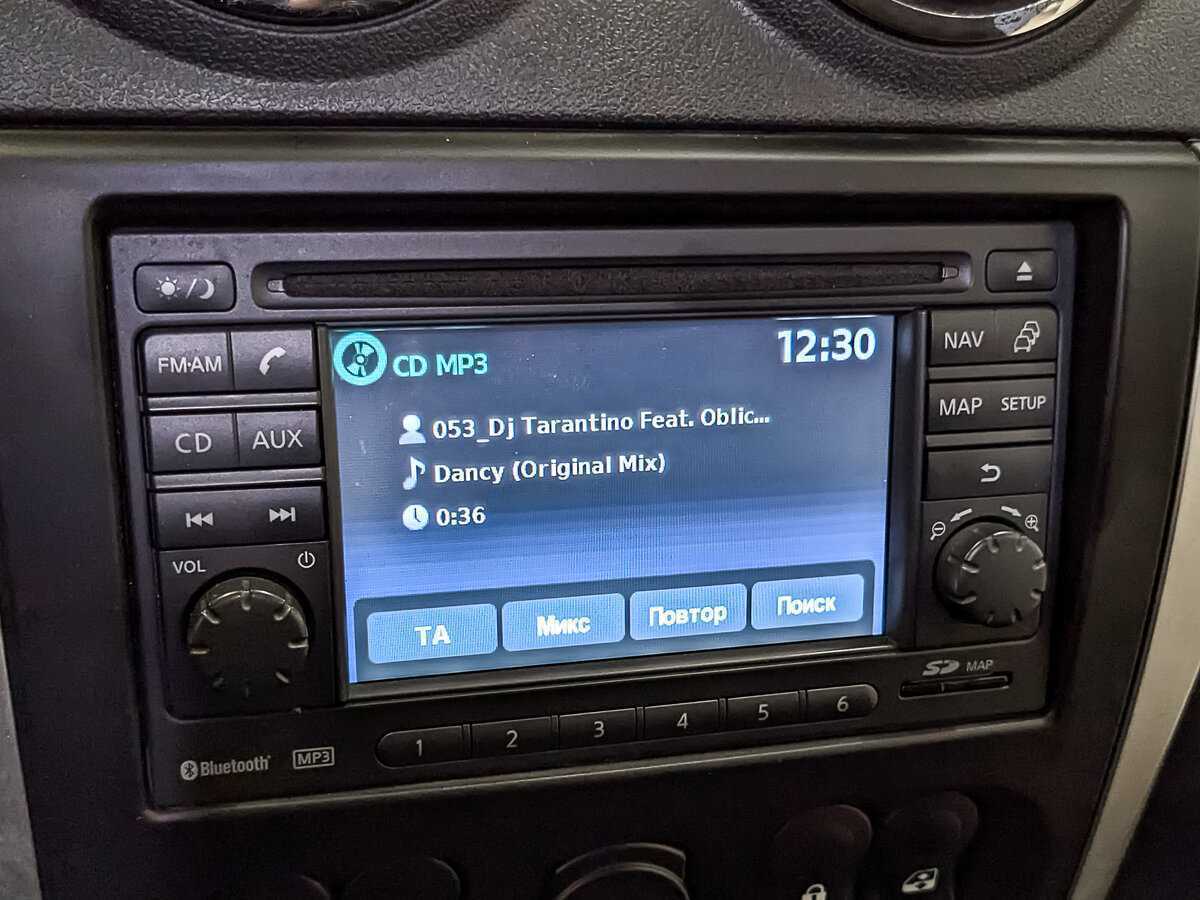 FM·AM
CD
AUX
VOL
CD MP3
12:30
053_Dj Tarantino Feat. Oblic...
Dancy (Original Mix)
0:36
TA
Микс
Повтор
Поиск
NAV
MAP
SETUP
SD MAP
1 2 3 4 5 6
Bluetooth®
MP3